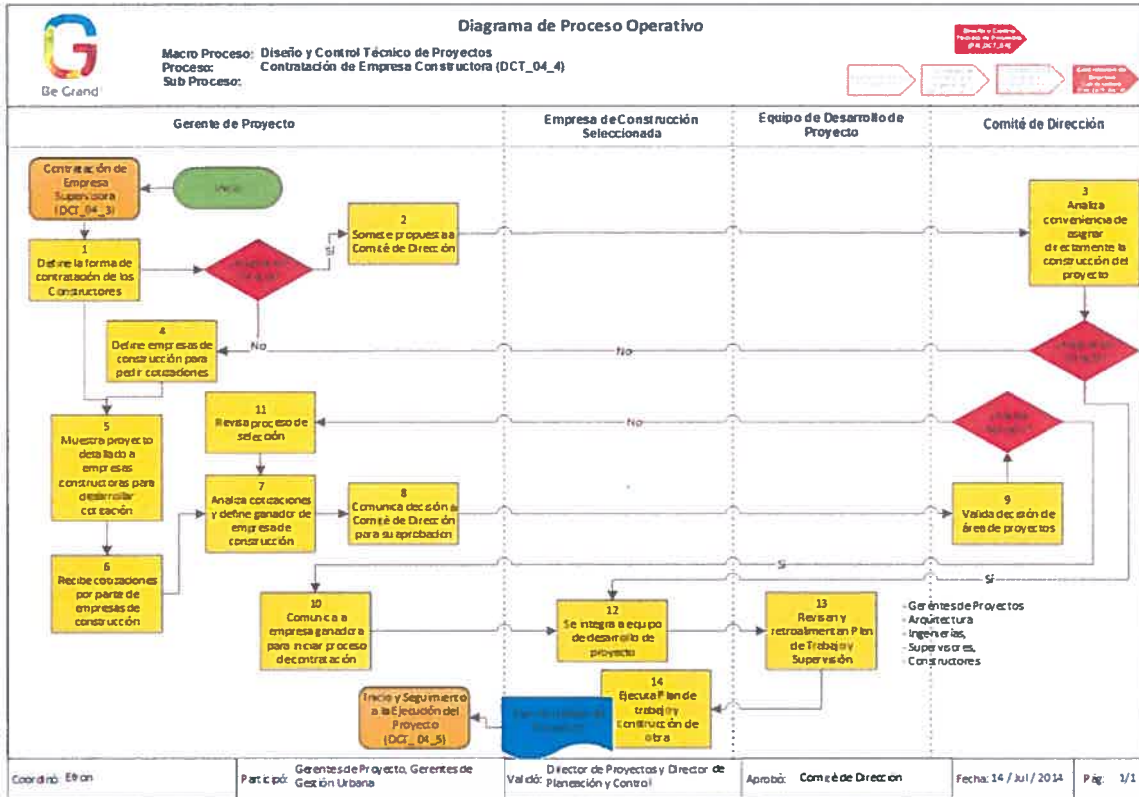 Diagrama de Proceso Operativo
Be Grand
Macro Proceso: Diseño y Control Técnico de Proyectos
Proceso: Contratación de Empresa Constructora (DCT_04_4)
Sub Proceso:
Gerente de Proyecto
Empresa de Construcción
Seleccionada
Equipo de Desarrollo de
Proyecto
Comité de Dirección
Contratación de
Empresa
Supervisora
(DCT_04_3)
Inicio
1
Define la forma de
contratación de los
Constructores
Sí
2
Somete propuesta a
Comité de Dirección
3
Analiza
conveniencia de
asignar
directamente la
construcción del
proyecto
4
Define empresas de
construcción para
pedir cotizaciones
No
No
5
Muestra proyecto
detallado a
empresas
constructoras para
desarrollar
cotización
11
Revisa proceso de
selección
No
7
Analiza cotizaciones
y define ganador de
empresa de
construcción
8
Comunica decisión a
Comité de Dirección
para su aprobación
9
Valida decisión de
área de proyectos
6
Recibe cotizaciones
por parte de
empresas de
construcción
Sí
Sí
10
Comunica a
empresa ganadora
para iniciar proceso
de contratación
12
Se integra a equipo
de desarrollo de
proyecto
13
Revisan y
retroalimentan Plan
de Trabajo y
Supervisión
- Gerentes de Proyectos
- Arquitectura
- Ingenierías,
- Supervisores,
- Constructores
14
Ejecuta Plan de
trabajo y
Construcción de
obra
Inicio y Seguimiento
a la Ejecución del
Proyecto
(DCT_04_5)
Coordinó: Efron
Participó: Gerentes de Proyecto, Gerentes de
Gestión Urbana
Validó: Director de Proyectos y Director de
Planeación y Control
Aprobó: Comité de Dirección
Fecha: 14 / Jul / 2014
Pág: 1/1